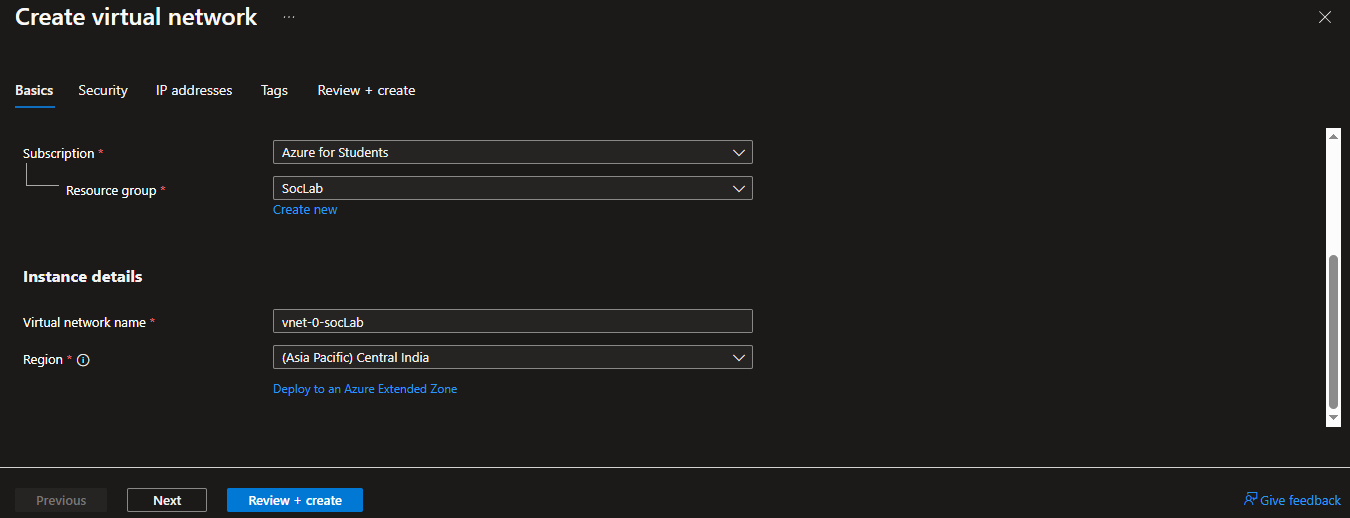 Create virtual network ...
Basics Security IP addresses Tags Review + create
Subscription * Azure for Students
Resource group * SocLab
Create new
Instance details
Virtual network name * vnet-0-socLab
Region * (Asia Pacific) Central India
Deploy to an Azure Extended Zone
Previous Next Review + create Give feedback